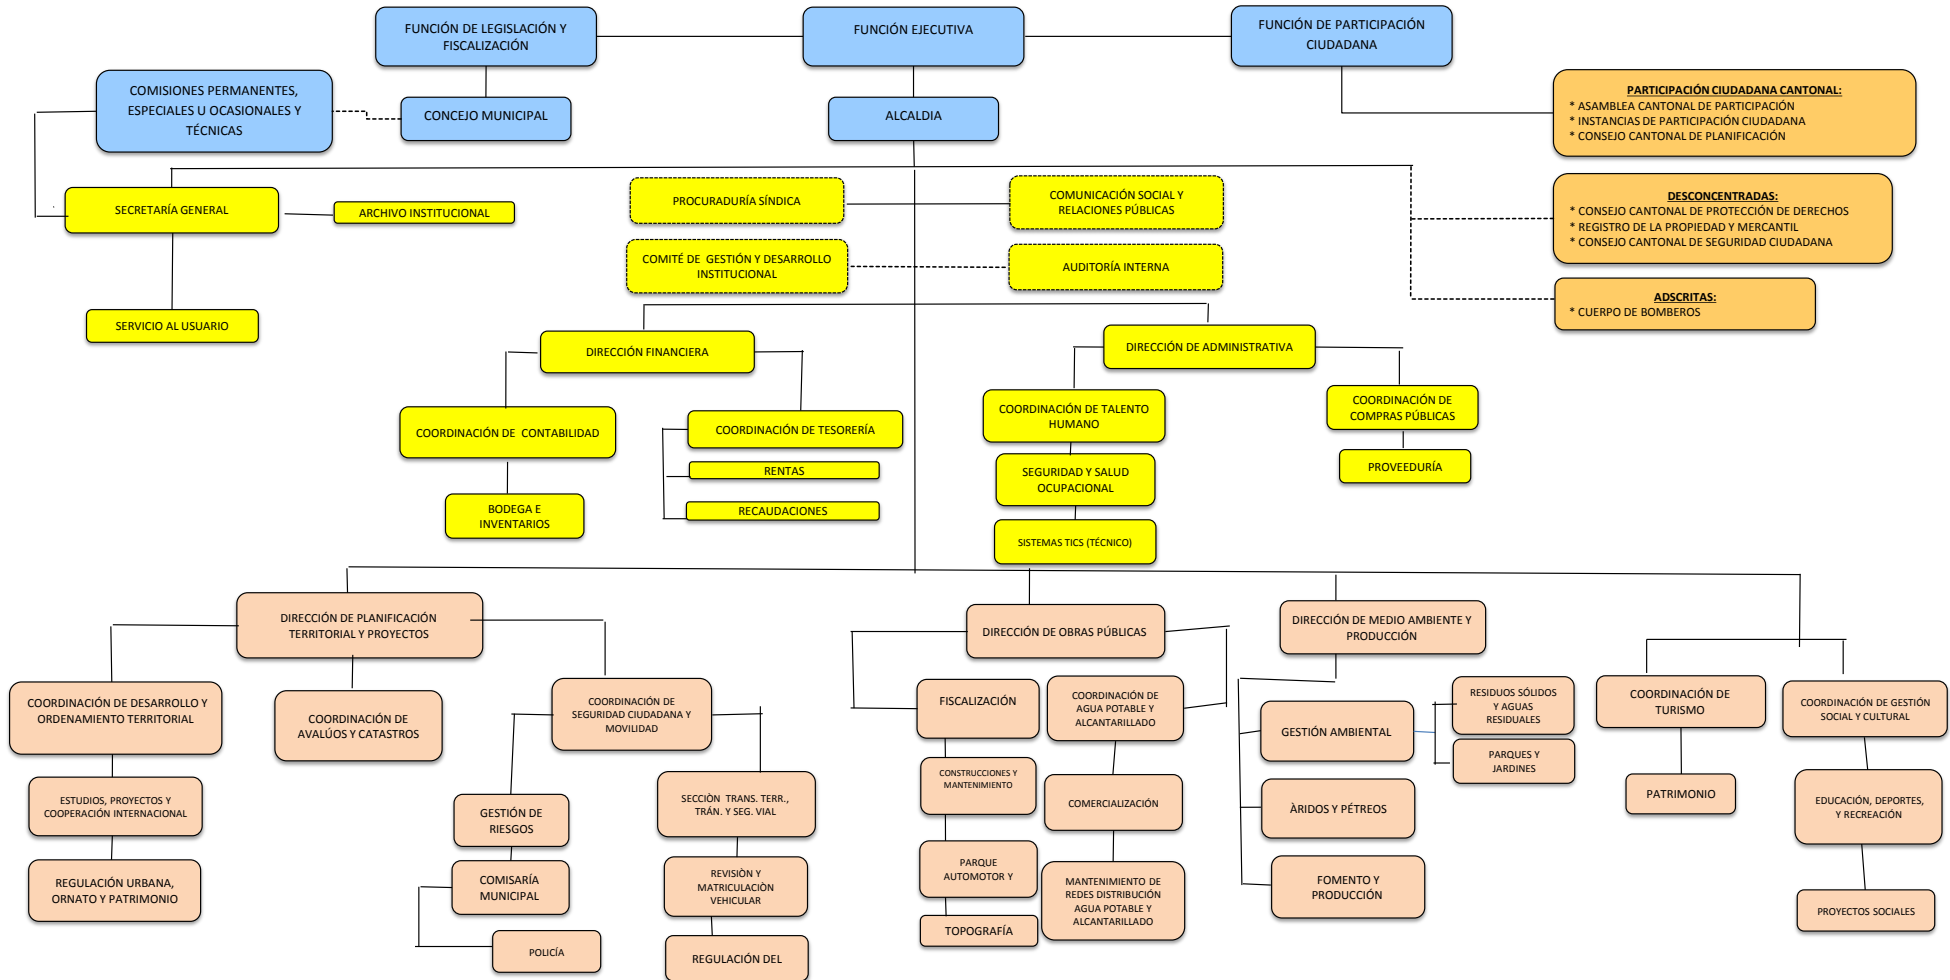 FUNCIÓN DE LEGISLACIÓN Y
FISCALIZACIÓN
FUNCIÓN EJECUTIVA
FUNCIÓN DE PARTICIPACIÓN
CIUDADANA
COMISIONES PERMANENTES,
ESPECIALES U OCASIONALES Y
TÉCNICAS
CONCEJO MUNICIPAL
ALCALDIA
PARTICIPACIÓN CIUDADANA CANTONAL:
* ASAMBLEA CANTONAL DE PARTICIPACIÓN
* INSTANCIAS DE PARTICIPACIÓN CIUDADANA
* CONSEJO CANTONAL DE PLANIFICACIÓN
SECRETARÍA GENERAL
ARCHIVO INSTITUCIONAL
PROCURADURÍA SÍNDICA
COMUNICACIÓN SOCIAL Y
RELACIONES PÚBLICAS
DESCONCENTRADAS:
* CONSEJO CANTONAL DE PROTECCIÓN DE DERECHOS
* REGISTRO DE LA PROPIEDAD Y MERCANTIL
* CONSEJO CANTONAL DE SEGURIDAD CIUDADANA
COMITÉ DE GESTIÓN Y DESARROLLO
INSTITUCIONAL
AUDITORÍA INTERNA
ADSCRITAS:
* CUERPO DE BOMBEROS
SERVICIO AL USUARIO
DIRECCIÓN FINANCIERA
DIRECCIÓN DE ADMINISTRATIVA
COORDINACIÓN DE CONTABILIDAD
COORDINACIÓN DE TESORERÍA
COORDINACIÓN DE TALENTO
HUMANO
COORDINACIÓN DE
COMPRAS PÚBLICAS
RENTAS
SEGURIDAD Y SALUD
OCUPACIONAL
PROVEEDURÍA
BODEGA E
INVENTARIOS
RECAUDACIONES
SISTEMAS TICS (TÉCNICO)
DIRECCIÓN DE PLANIFICACIÓN
TERRITORIAL Y PROYECTOS
DIRECCIÓN DE OBRAS PÚBLICAS
DIRECCIÓN DE MEDIO AMBIENTE Y
PRODUCCIÓN
COORDINACIÓN DE DESARROLLO Y
ORDENAMIENTO TERRITORIAL
COORDINACIÓN DE
AVALÚOS Y CATASTROS
COORDINACIÓN DE
SEGURIDAD CIUDADANA Y
MOVILIDAD
FISCALIZACIÓN
COORDINACIÓN DE
AGUA POTABLE Y
ALCANTARILLADO
GESTIÓN AMBIENTAL
RESIDUOS SÓLIDOS
Y AGUAS
RESIDUALES
PARQUES Y
JARDINES
COORDINACIÓN DE
TURISMO
COORDINACIÓN DE GESTIÓN
SOCIAL Y CULTURAL
ESTUDIOS, PROYECTOS Y
COOPERACIÓN INTERNACIONAL
GESTIÓN DE
RIESGOS
SECCIÒN TRANS. TERR.,
TRÁN. Y SEG. VIAL
CONSTRUCCIONES Y
MANTENIMIENTO
COMERCIALIZACIÓN
ÀRIDOS Y PÉTREOS
PATRIMONIO
EDUCACIÓN, DEPORTES,
Y RECREACIÓN
REGULACIÓN URBANA,
ORNATO Y PATRIMONIO
COMISARÍA
MUNICIPAL
REVISIÒN Y
MATRICULACIÒN
VEHICULAR
PARQUE
AUTOMOTOR Y
MANTENIMIENTO DE
REDES DISTRIBUCIÓN
AGUA POTABLE Y
ALCANTARILLADO
FOMENTO Y
PRODUCCIÓN
PROYECTOS SOCIALES
POLICÍA
REGULACIÓN DEL
TOPOGRAFÍA